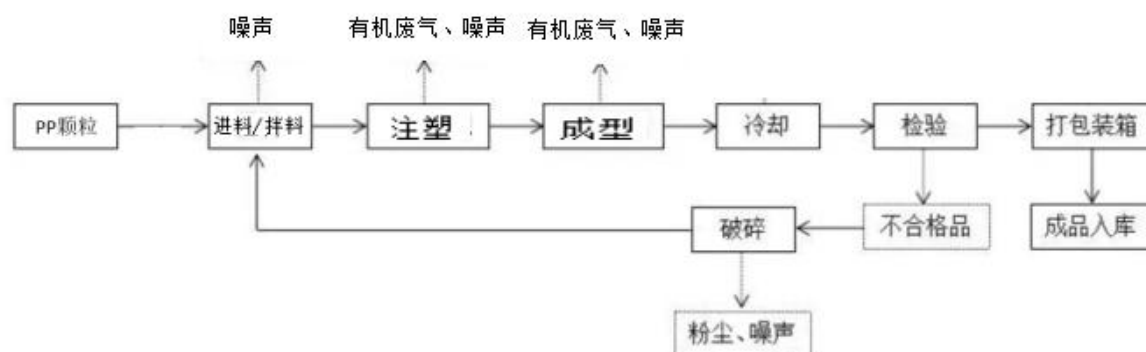 噪声
有机废气、噪声
有机废气、噪声
PP颗粒
进料/拌料
注塑
成型
冷却
检验
打包装箱
破碎
不合格品
成品入库
粉尘、噪声